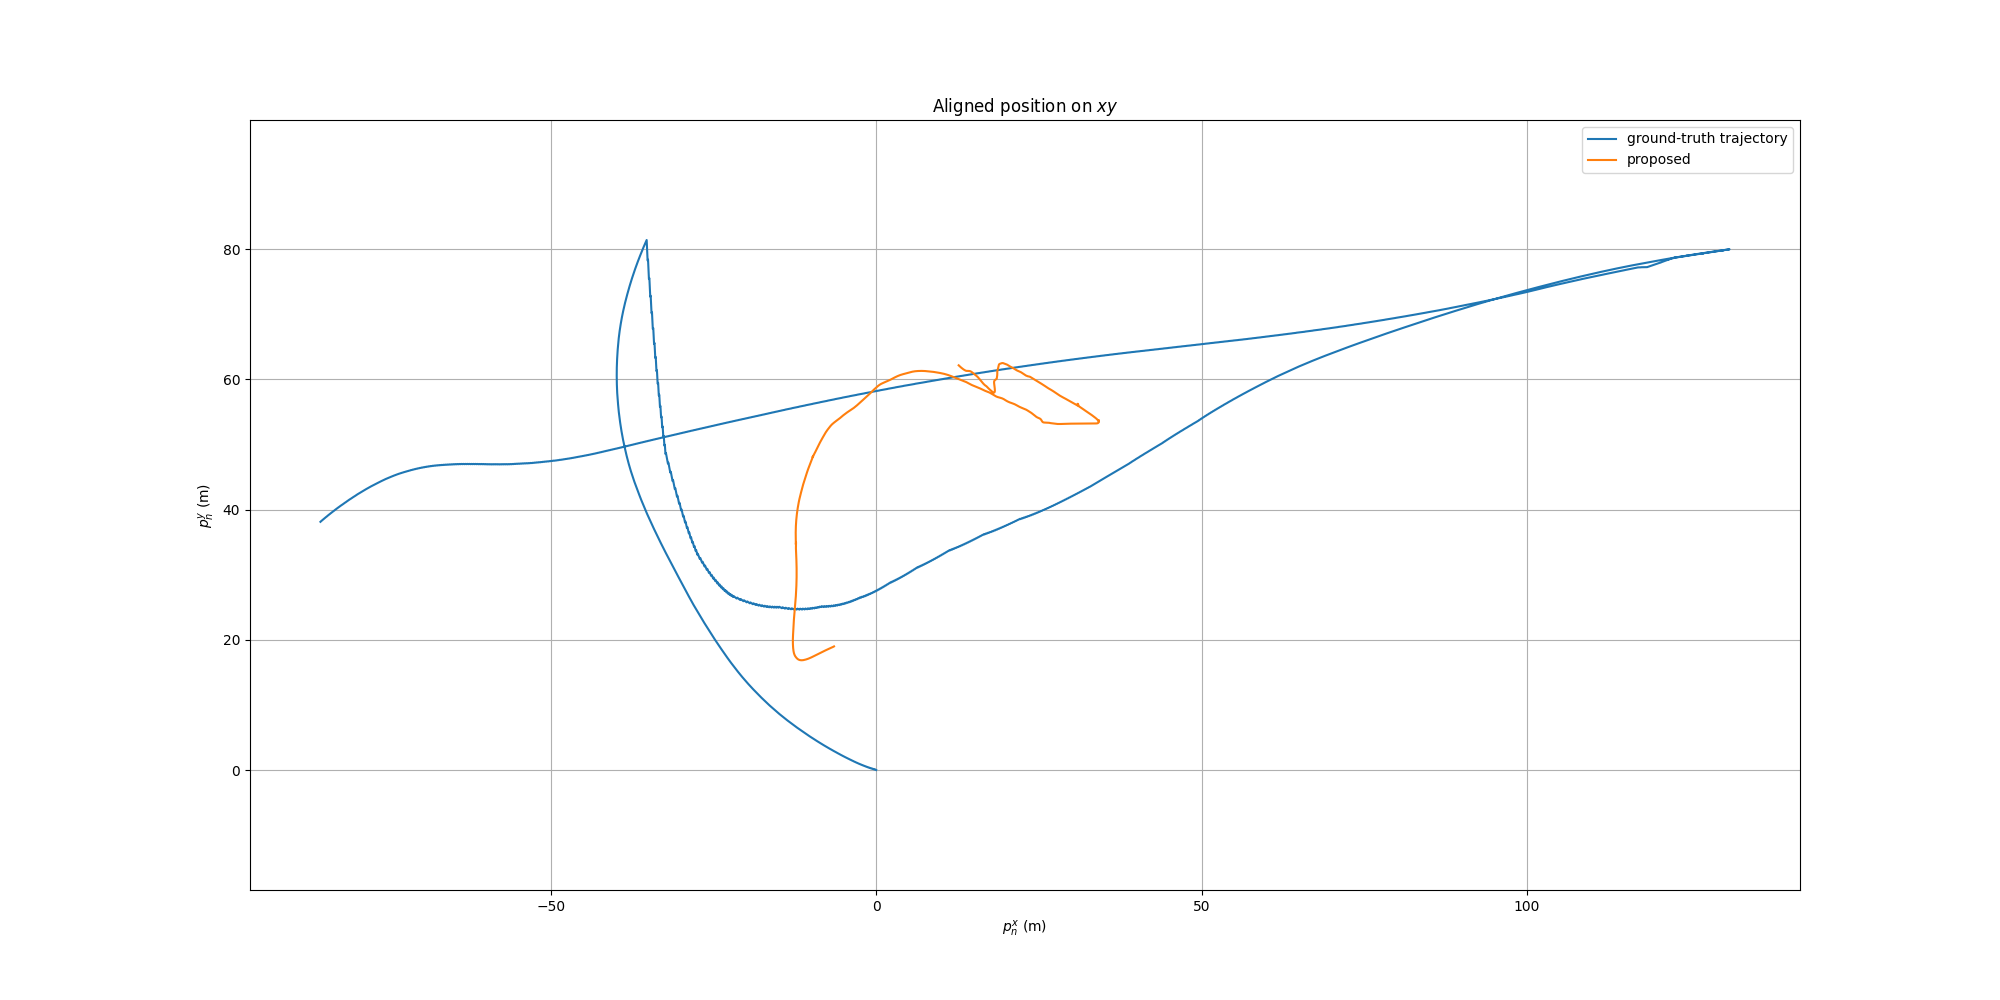 Aligned position on xy
ground-truth trajectory
proposed
80
60
40
20
0
p_n^y (m)
−50
0
50
100
p_n^x (m)